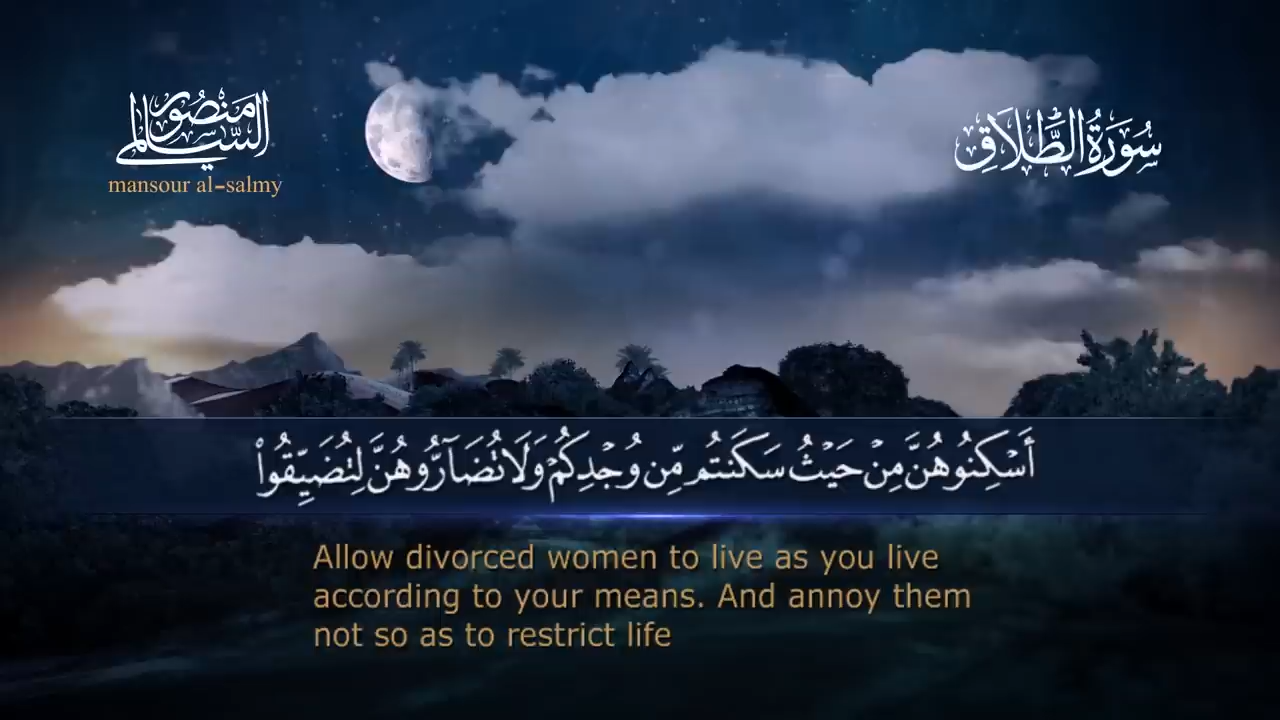 منصور
السالمي
mansour al-salmy
سُورَةُ الطَّلَاقِ
أَسْكِنُوهُنَّ مِنْ حَيْثُ سَكَنتُم مِّن وُجْدِكُمْ وَلَا تُضَآرُّوهُنَّ لِتُضَيِّقُوا۟
Allow divorced women to live as you live
according to your means. And annoy them
not so as to restrict life